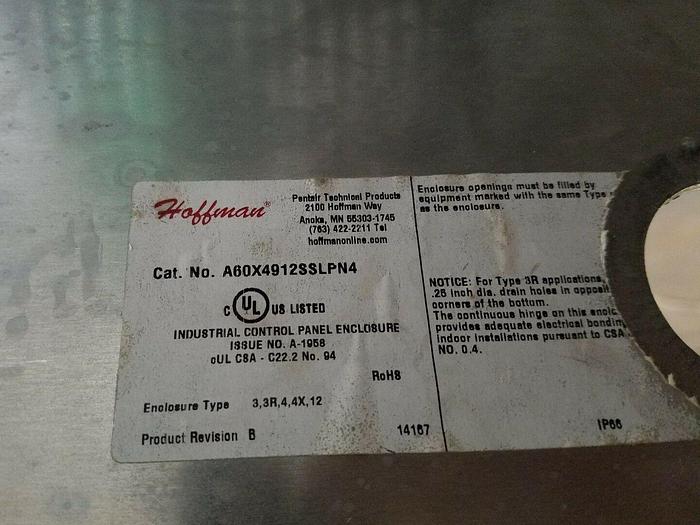 Hoffman®
Pentair Technical Products
2100 Hoffman Way
Anoka, MN 55303-1745
(763) 422-2211 Tel
hoffmanonline.com
Cat. No. A60X4912SSLPN4
C UL US LISTED
INDUSTRIAL CONTROL PANEL ENCLOSURE
ISSUE NO. A-1958
cUL CSA - C22.2 No. 94
RoHS
Enclosure Type 3,3R,4,4X,12
Product Revision B
14167
Enclosure openings must be filled by
equipment marked with the same Type
as the enclosure.
NOTICE: For Type 3R applications,
.25 inch dia. drain holes in
corners of the bottom.
The continuous hinge on this
provides adequate electrical
indoor installations pursuant to CSA
NO. 0.4.
IP66